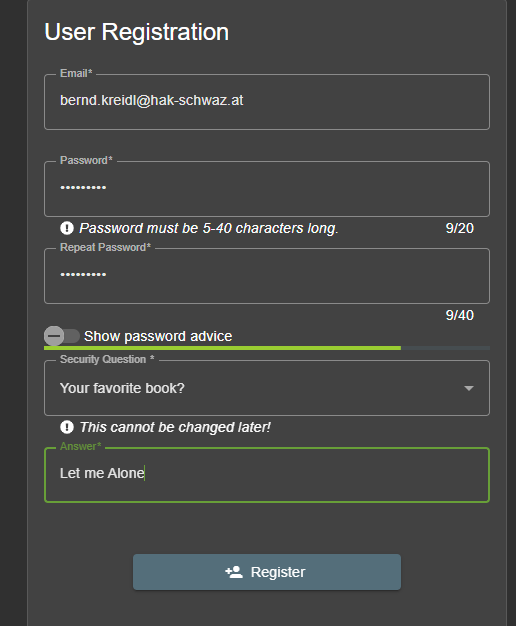 User Registration
Email*
bernd.kreidl@hak-schwaz.at
Password*
•••••••••
Password must be 5-40 characters long. 9/20
Repeat Password*
•••••••••
9/40
Show password advice
Security Question *
Your favorite book?
This cannot be changed later!
Answer*
Let me Alone
Register